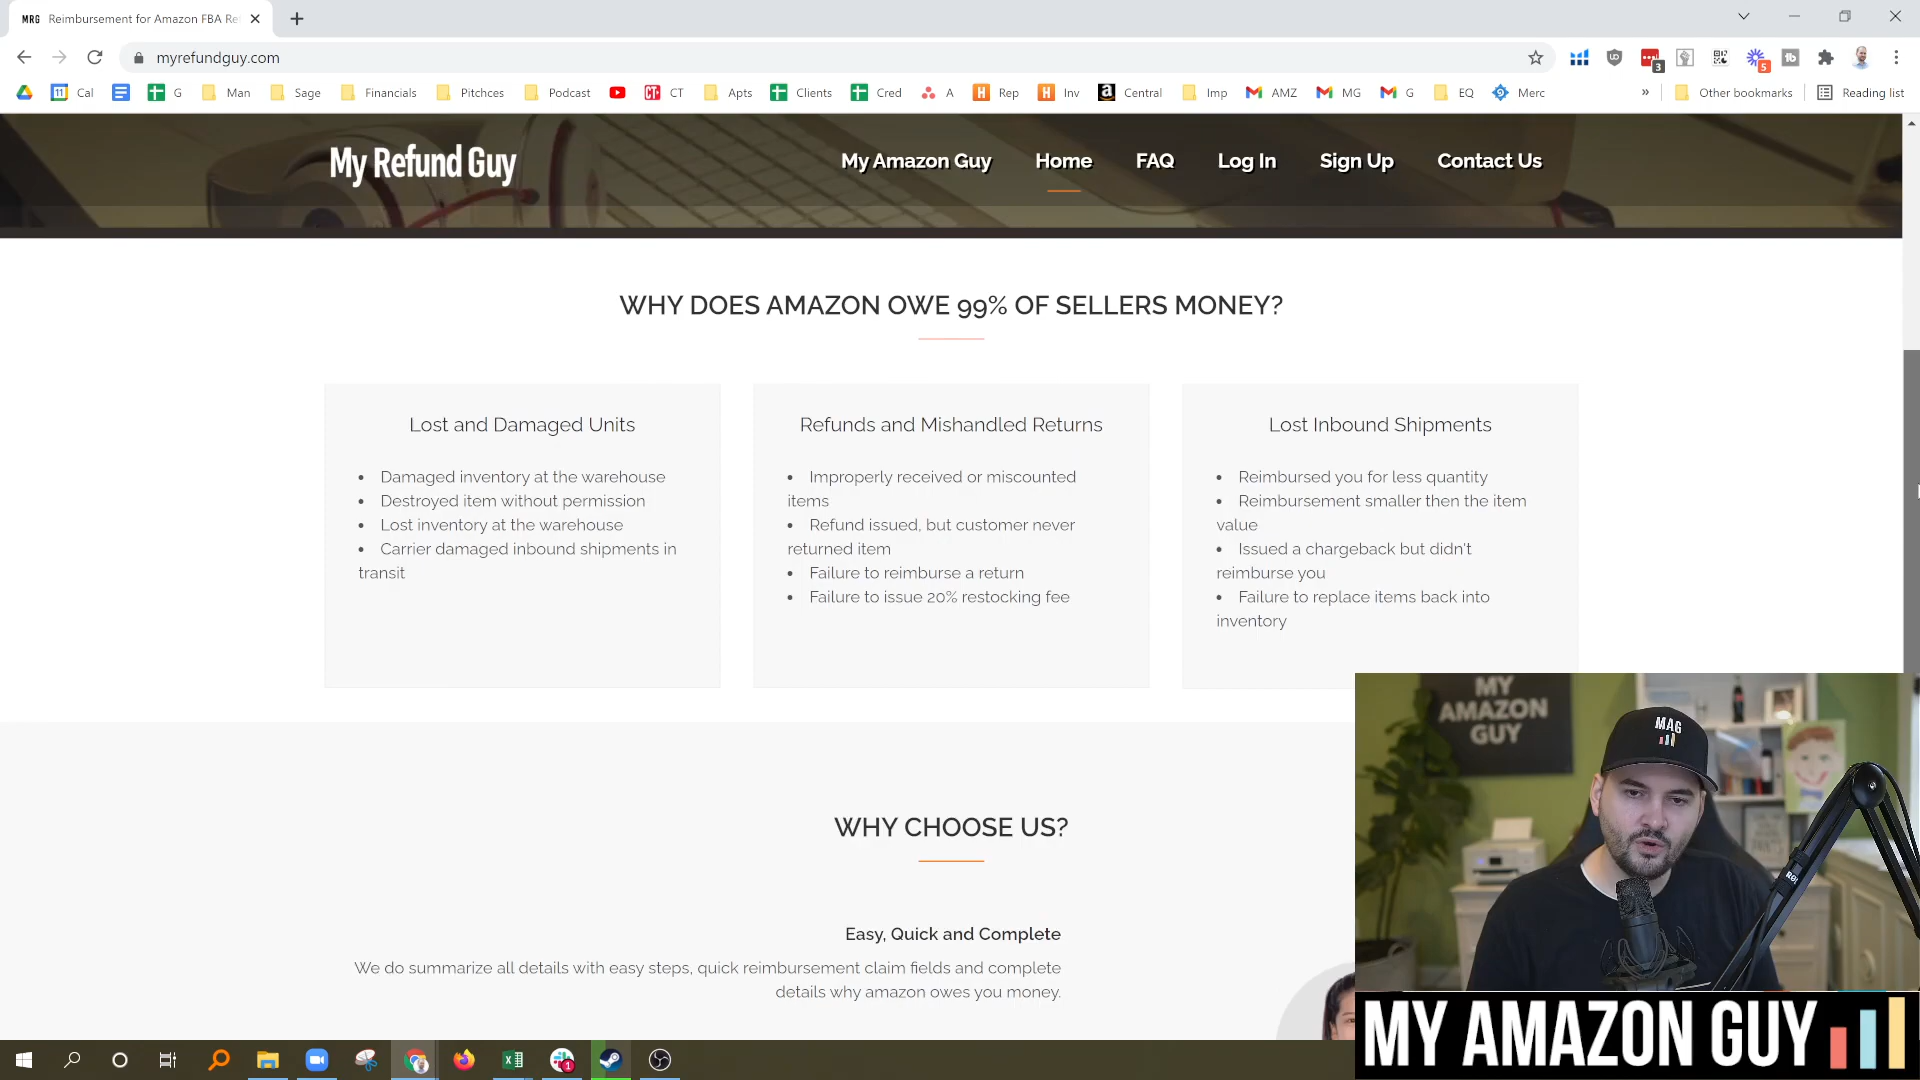 MRG Reimbursement for Amazon FBA Re
myrefundguy.com
3
5
11 Cal G Man Sage Financials Pitchces Podcast CT CT Apts Clients Cred A H Rep H Inv a Central Imp AMZ MG G EQ Merc » Other bookmarks Reading list
My Refund Guy
My Amazon Guy Home FAQ Log In Sign Up Contact Us
WHY DOES AMAZON OWE 99% OF SELLERS MONEY?
Lost and Damaged Units
• Damaged inventory at the warehouse
• Destroyed item without permission
• Lost inventory at the warehouse
• Carrier damaged inbound shipments in
transit
Refunds and Mishandled Returns
• Improperly received or miscounted
items
• Refund issued, but customer never
returned item
• Failure to reimburse a return
• Failure to issue 20% restocking fee
Lost Inbound Shipments
• Reimbursed you for less quantity
• Reimbursement smaller then the item
value
• Issued a chargeback but didn't
reimburse you
• Failure to replace items back into
inventory
WHY CHOOSE US?
Easy, Quick and Complete
We do summarize all details with easy steps, quick reimbursement claim fields and complete
details why amazon owes you money.
MY
AMAZON
GUY
MAG
MY AMAZON GUY
1